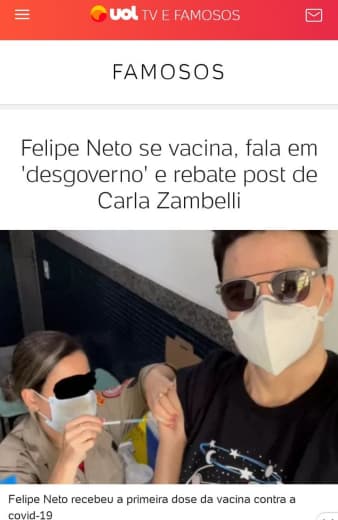 uol TV E FAMOSOS
FAMOSOS
Felipe Neto se vacina, fala em
'desgoverno' e rebate post de
Carla Zambelli
Felipe Neto recebeu a primeira dose da vacina contra a
covid-19